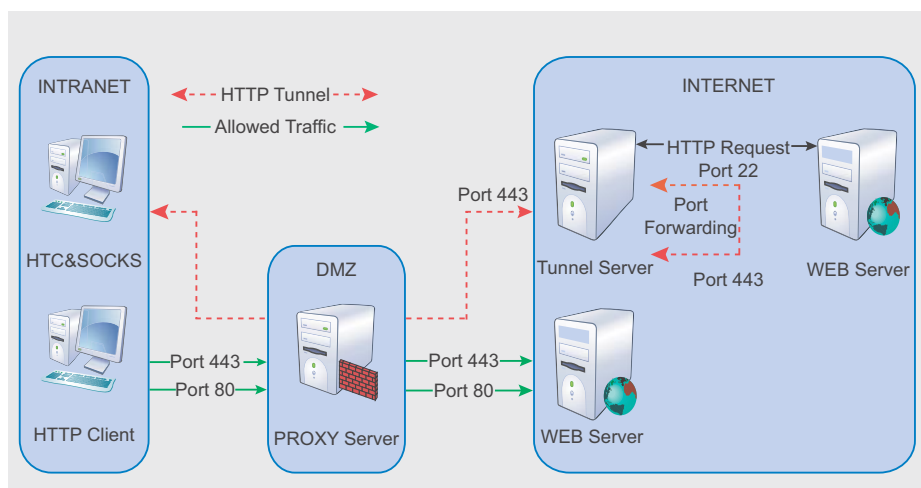 INTRANET
HTTP Tunnel
Allowed Traffic
INTERNET
HTTP Request
Port 22
Port 443
Port
Forwarding
HTC&SOCKS
DMZ
Tunnel Server
WEB Server
Port 443
Port 443
Port 443
Port 80
Port 80
HTTP Client
PROXY Server
WEB Server